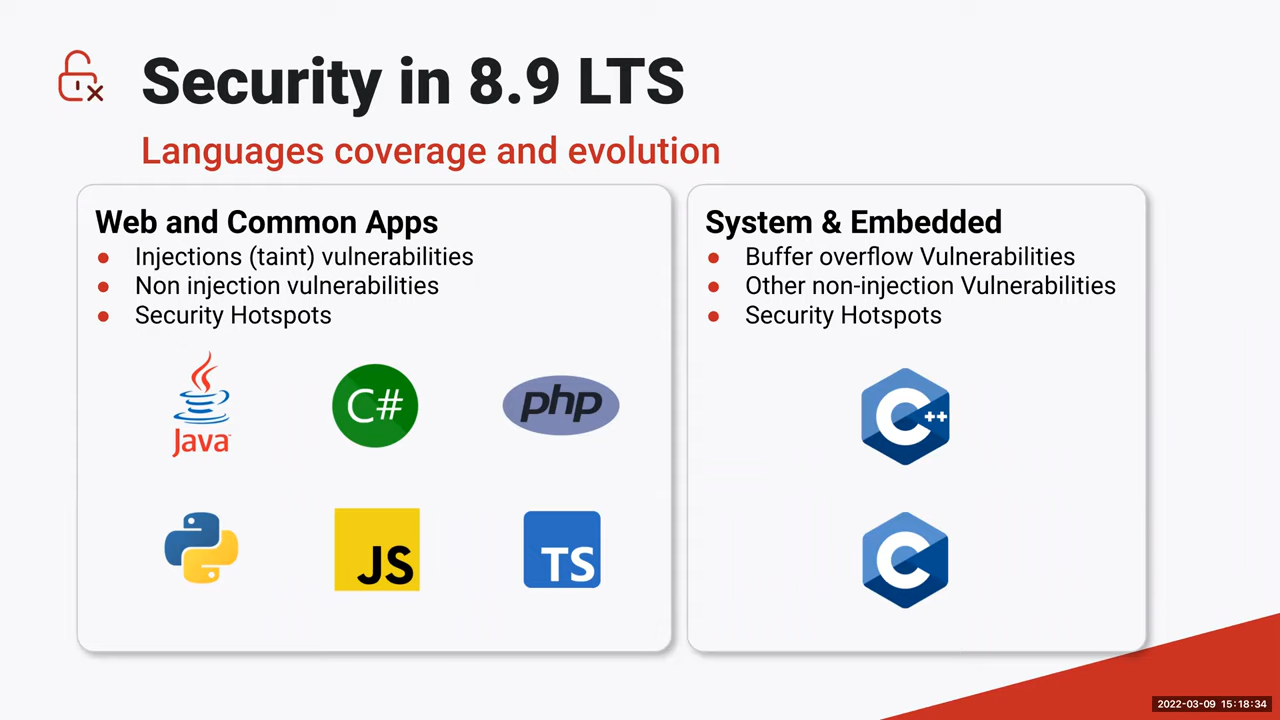 Security in 8.9 LTS
Languages coverage and evolution
Web and Common Apps
● Injections (taint) vulnerabilities
● Non injection vulnerabilities
● Security Hotspots
Java
C#
php
JS
TS
System & Embedded
● Buffer overflow Vulnerabilities
● Other non-injection Vulnerabilities
● Security Hotspots
C++
C
2022-03-09 15:18:34